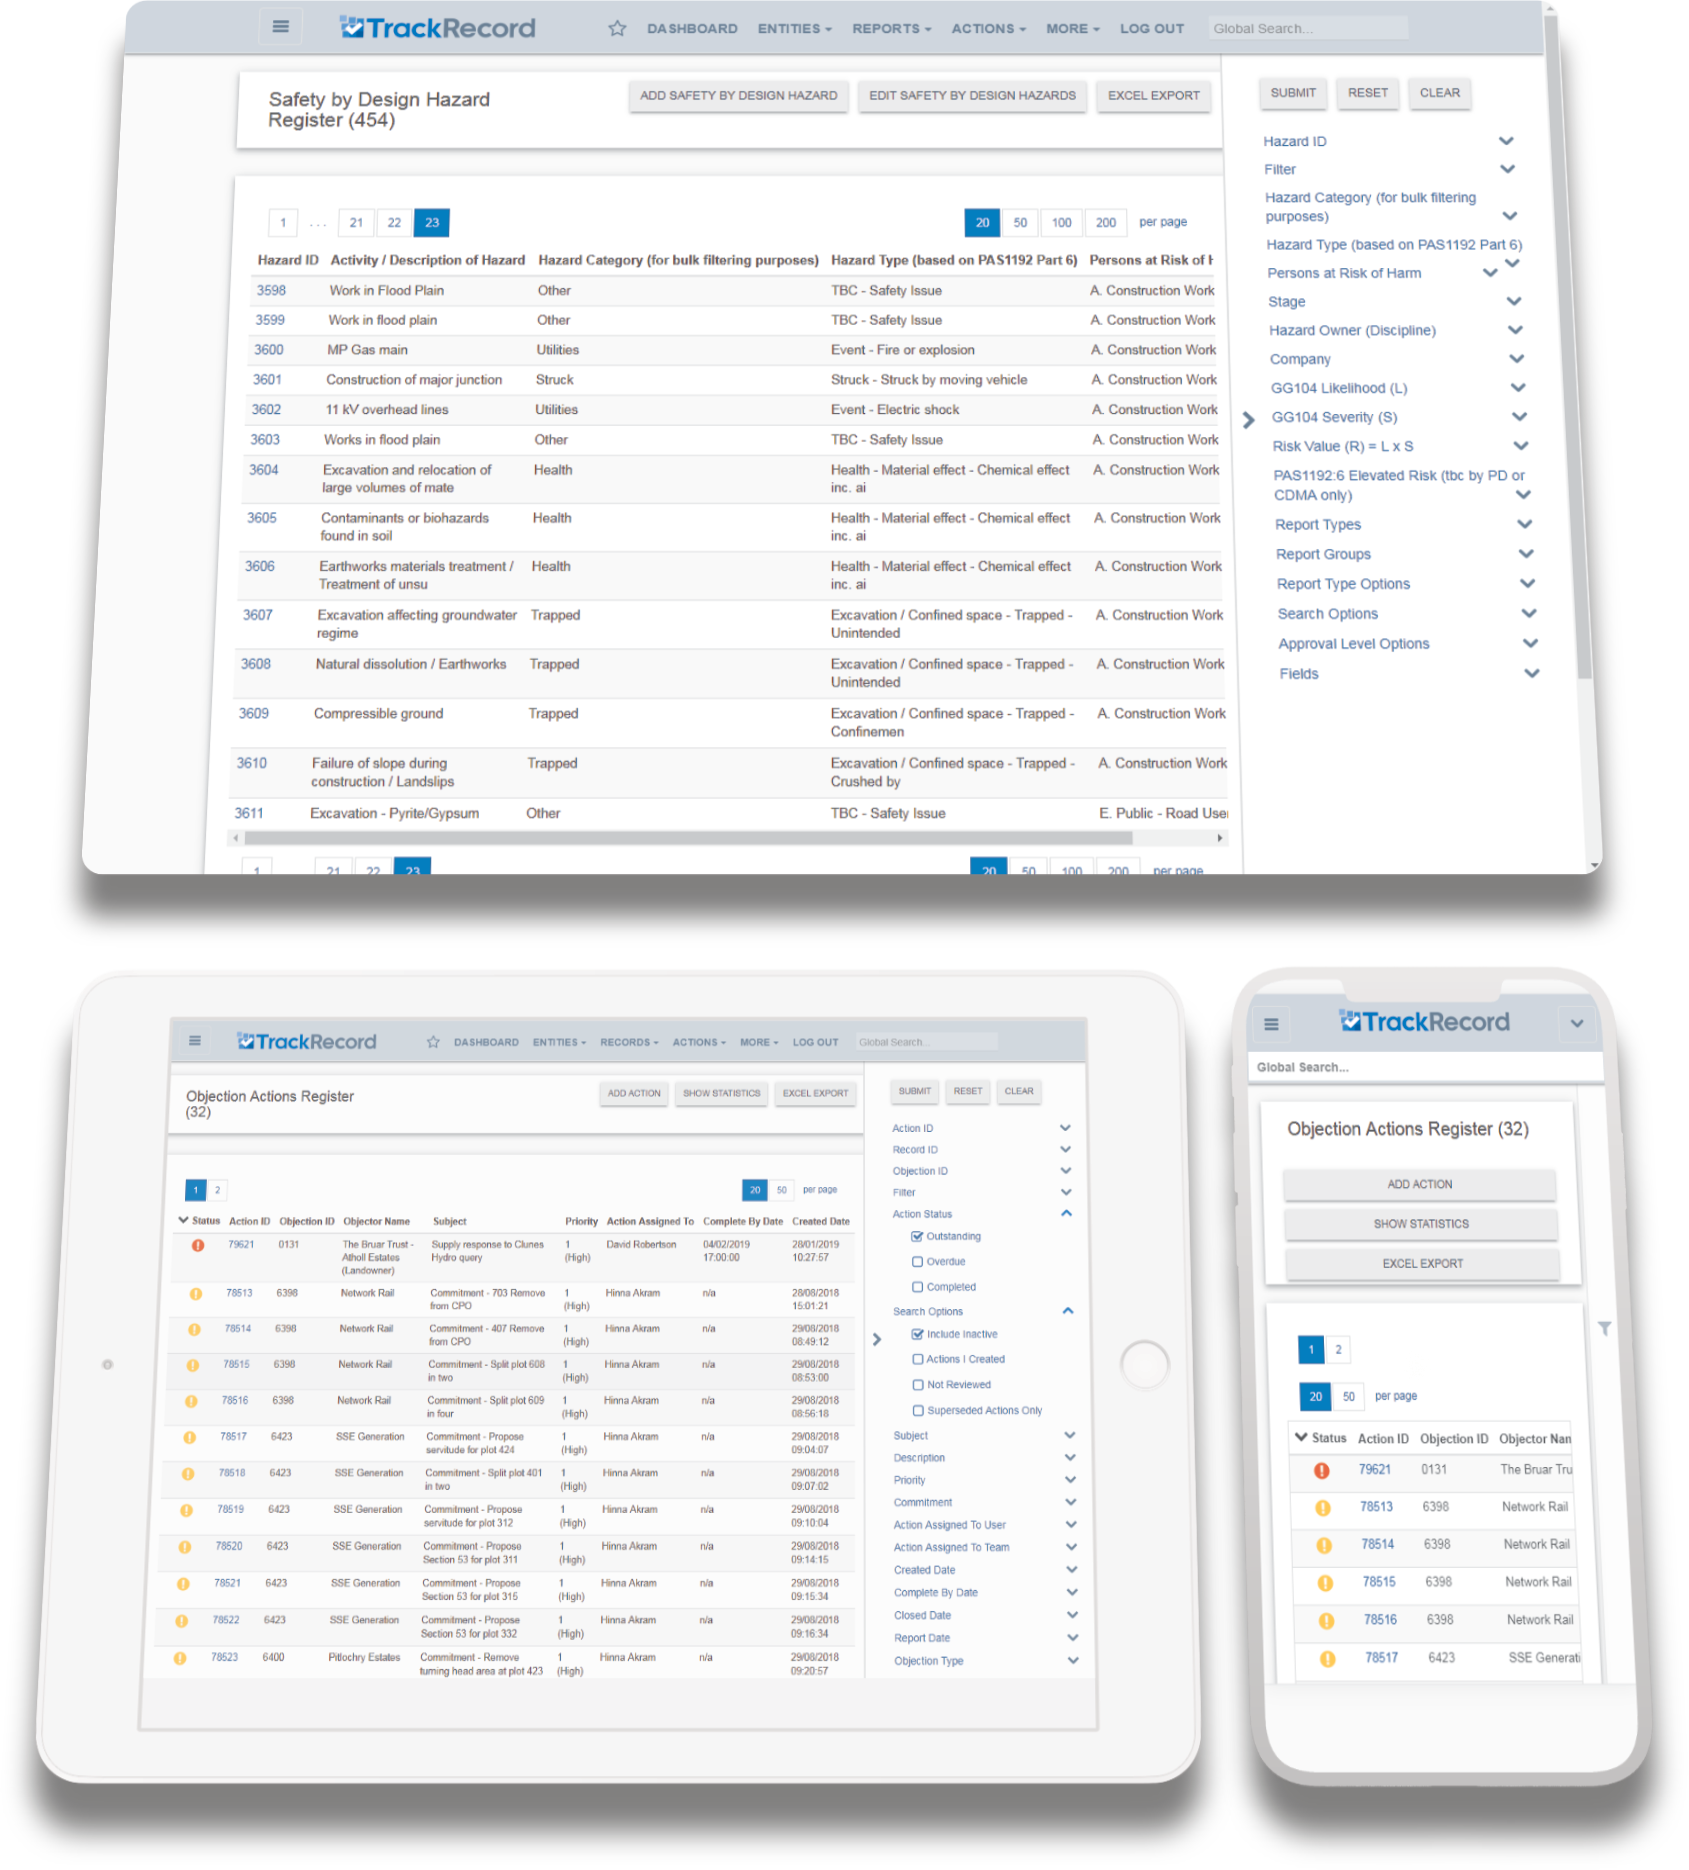 TrackRecord
DASHBOARD ENTITIES REPORTS ACTIONS MORE LOG OUT Global Search...
Safety by Design Hazard
Register (454)
ADD SAFETY BY DESIGN HAZARD EDIT SAFETY BY DESIGN HAZARDS EXCEL EXPORT
1 ... 21 22 23 20 50 100 200 per page
Hazard ID Activity / Description of Hazard Hazard Category (for bulk filtering purposes) Hazard Type (based on PAS1192 Part 6) Persons at Risk of H
3598 Work in Flood Plain Other TBC - Safety Issue A. Construction Work
3599 Work in flood plain Other TBC - Safety Issue A. Construction Work
3600 MP Gas main Utilities Event - Fire or explosion A. Construction Work
3601 Construction of major junction Struck Struck - Struck by moving vehicle A. Construction Work
3602 11 kV overhead lines Utilities Event - Electric shock A. Construction Work
3603 Works in flood plain Other TBC - Safety Issue A. Construction Work
3604 Excavation and relocation of Health Health - Material effect - Chemical effect A. Construction Work
large volumes of mate inc. ai
3605 Contaminants or biohazards Health Health - Material effect - Chemical effect A. Construction Work
found in soil inc. ai
3606 Earthworks materials treatment / Health Health - Material effect - Chemical effect A. Construction Work
Treatment of unsu inc. ai
3607 Excavation affecting groundwater Trapped Excavation / Confined space - Trapped - A. Construction Work
regime Unintended
3608 Natural dissolution / Earthworks Trapped Excavation / Confined space - Trapped - A. Construction Work
Unintended
3609 Compressible ground Trapped Excavation / Confined space - Trapped - A. Construction Work
Confinemen
3610 Failure of slope during Trapped Excavation / Confined space - Trapped - A. Construction Work
construction / Landslips Crushed by
3611 Excavation - Pyrite/Gypsum Other TBC - Safety Issue E. Public - Road Use
1 21 22 23 20 50 100 200 per page
SUBMIT RESET CLEAR
Hazard ID
Filter
Hazard Category (for bulk filtering
purposes)
Hazard Type (based on PAS1192 Part 6)
Persons at Risk of Harm
Stage
Hazard Owner (Discipline)
Company
GG104 Likelihood (L)
GG104 Severity (S)
Risk Value (R) = L x S
PAS1192:6 Elevated Risk (tbc by PD or
CDMA only)
Report Types
Report Groups
Report Type Options
Search Options
Approval Level Options
Fields
TrackRecord
DASHBOARD ENTITIES RECORDS ACTIONS MORE LOG OUT Global Search...
Objection Actions Register
(32)
ADD ACTION SHOW STATISTICS EXCEL EXPORT
1 2 20 50 per page
Status Action ID Objection ID Objector Name Subject Priority Action Assigned To Complete By Date Created Date
79621 0131 The Bruar Trust - Supply response to Clunes 1 David Robertson 04/02/2019 28/01/2019
Atholl Estates Hydro query (High) 17:00:00 10:27:57
(Landowner)
78513 6398 Network Rail Commitment - 703 Remove 1 Hinna Akram n/a 28/08/2018
from CPO (High) 15:01:21
78514 6398 Network Rail Commitment - 407 Remove 1 Hinna Akram n/a 29/08/2018
from CPO (High) 08:49:12
78515 6398 Network Rail Commitment - Split plot 608 1 Hinna Akram n/a 29/08/2018
in two (High) 08:53:00
78516 6398 Network Rail Commitment - Split plot 609 1 Hinna Akram n/a 29/08/2018
in four (High) 08:56:18
78517 6423 SSE Generation Commitment - Propose 1 Hinna Akram n/a 29/08/2018
servitude for plot 424 (High) 09:04:07
78518 6423 SSE Generation Commitment - Split plot 401 1 Hinna Akram n/a 29/08/2018
in two (High) 09:07:02
78519 6423 SSE Generation Commitment - Propose 1 Hinna Akram n/a 29/08/2018
servitude for plot 312 (High) 09:10:04
78520 6423 SSE Generation Commitment - Propose 1 Hinna Akram n/a 29/08/2018
Section 53 for plot 311 (High) 09:14:15
78521 6423 SSE Generation Commitment - Propose 1 Hinna Akram n/a 29/08/2018
Section 53 for plot 315 (High) 09:15:34
78522 6423 SSE Generation Commitment - Propose 1 Hinna Akram n/a 29/08/2018
Section 53 for plot 332 (High) 09:16:34
78523 6400 Pitlochry Estates Commitment - Remove 1 Hinna Akram n/a 29/08/2018
turning head area at plot 423 (High) 09:20:57
SUBMIT RESET CLEAR
Action ID
Record ID
Objection ID
Filter
Action Status
Outstanding
Overdue
Completed
Search Options
Include Inactive
Actions I Created
Not Reviewed
Superseded Actions Only
Subject
Description
Priority
Commitment
Action Assigned To User
Action Assigned To Team
Created Date
Complete By Date
Closed Date
Report Date
Objection Type
TrackRecord
Global Search...
Objection Actions Register (32)
ADD ACTION
SHOW STATISTICS
EXCEL EXPORT
1 2
20 50 per page
Status Action ID Objection ID Objector Nan
79621 0131 The Bruar Tru
78513 6398 Network Rail
78514 6398 Network Rail
78515 6398 Network Rail
78516 6398 Network Rail
78517 6423 SSE Generati